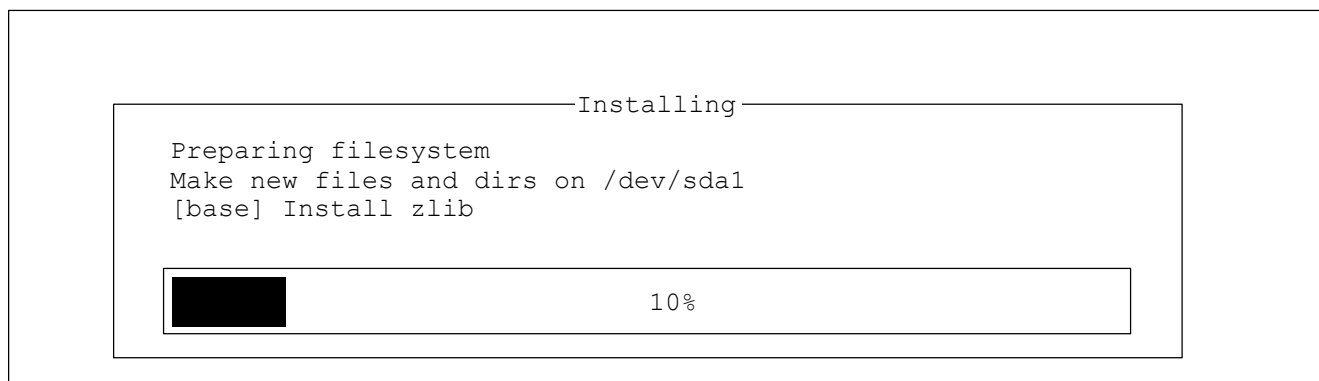 Installing
Preparing filesystem
Make new files and dirs on /dev/sda1
[base] Install zlib
10%